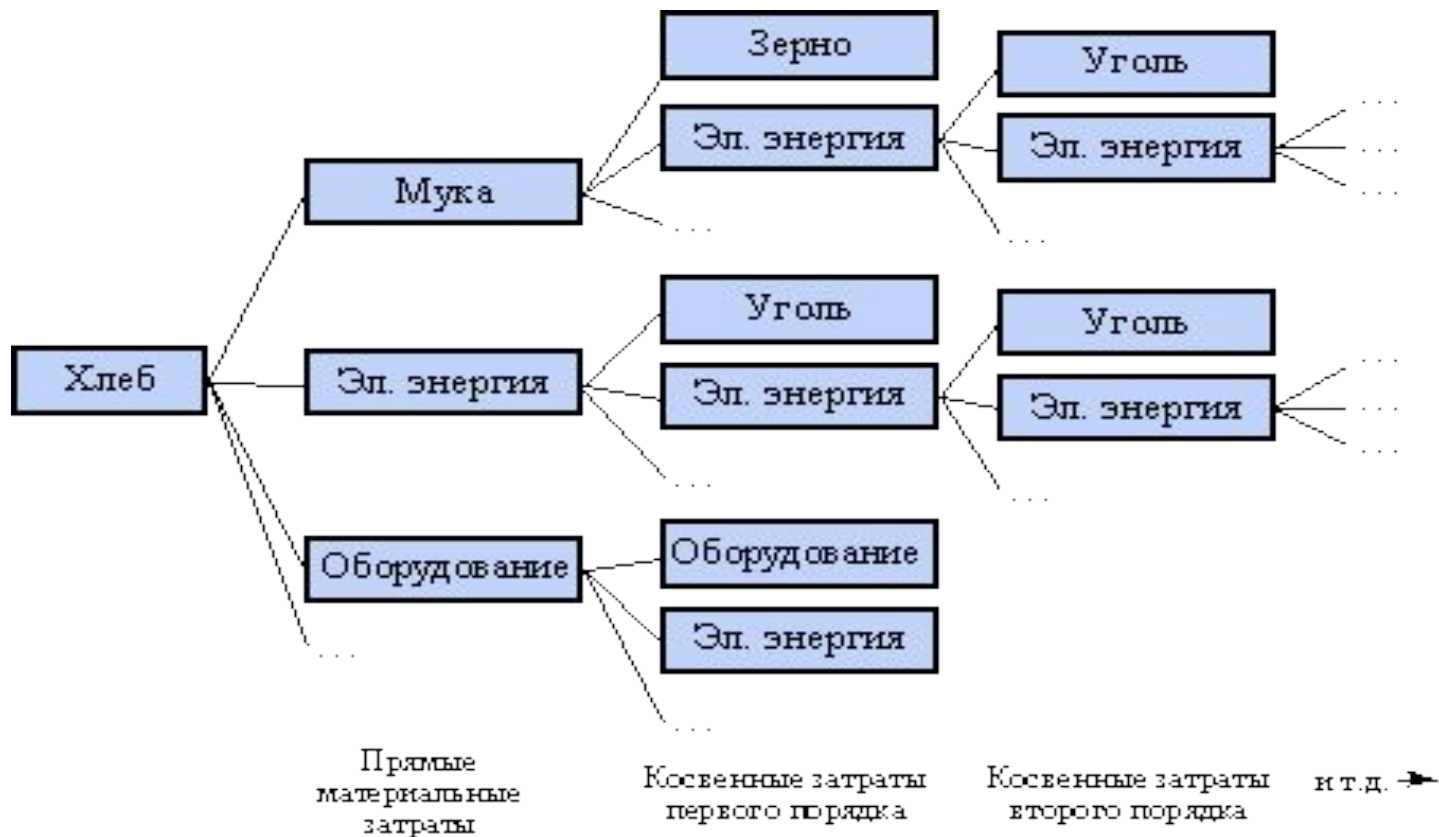 Зерно
Уголь
Эл. энергия
. . .
Эл. энергия
. . .
Мука
. . .
. . .
. . .
Уголь
Уголь
Хлеб
Эл. энергия
Эл. энергия
. . .
Эл. энергия
. . .
. . .
. . .
. . .
Оборудование
Оборудование
Эл. энергия
. . .
. . .
Прямые
материальные
затраты
Косвенные затраты
первого порядка
Косвенные затраты
второго порядка
и т.д.